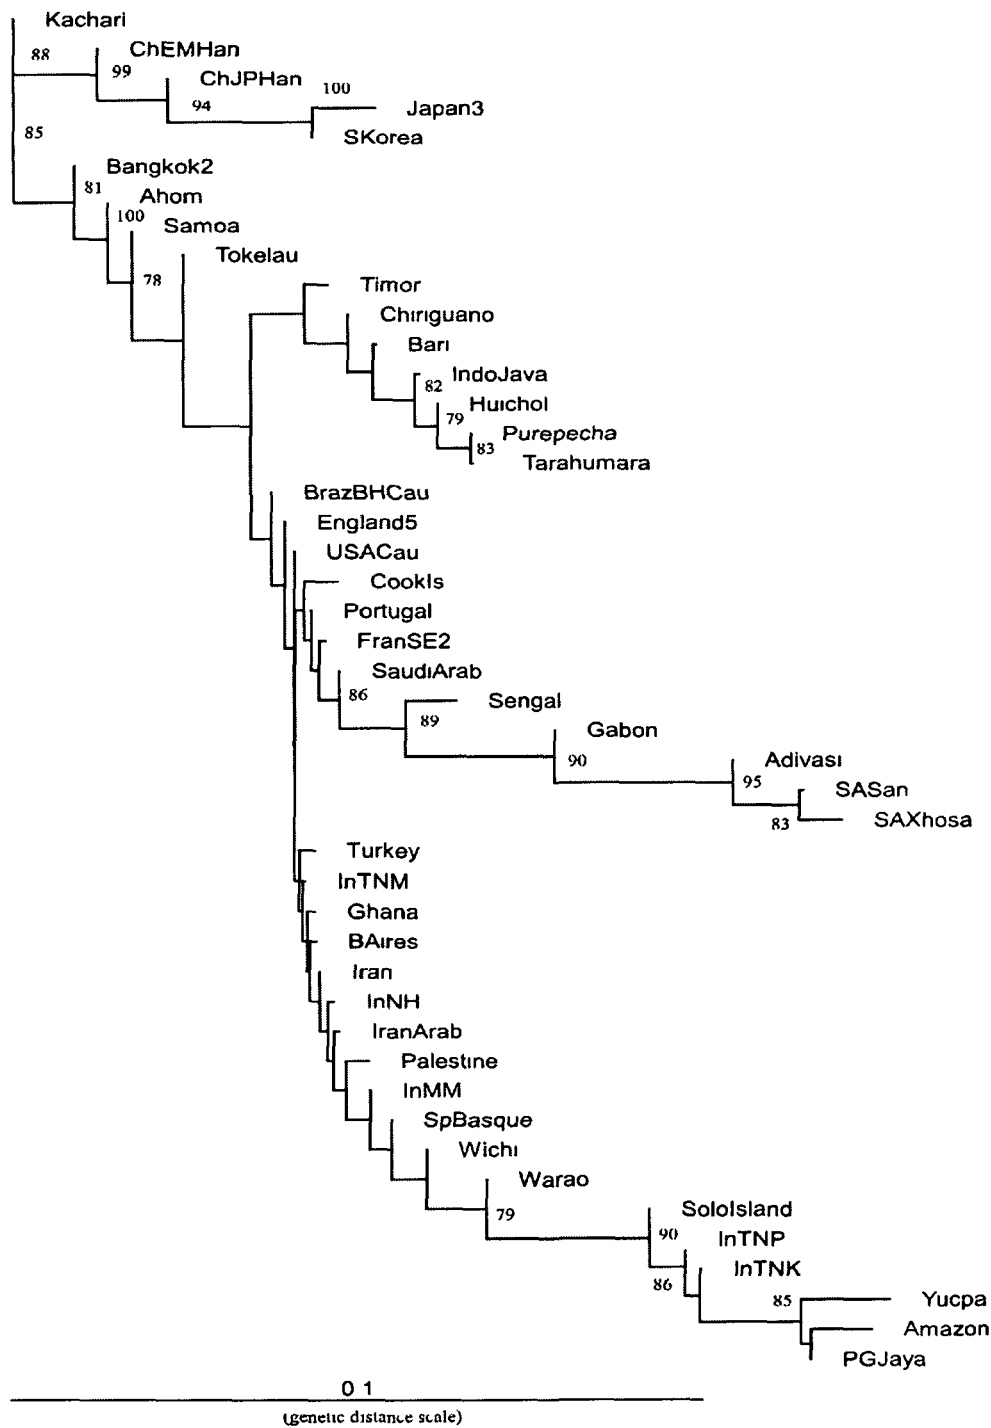 Kachari
88
ChEMHan
99
ChJPHan
100
94
Japan3
SKorea
85
Bangkok2
81
Ahom
100
Samoa
Tokelau
78
Timor
Chiriguano
Bari
IndoJava
82
Huichol
79
Purepecha
83
Tarahumara
BrazBHCau
England5
USACau
CookIs
Portugal
FranSE2
SaudiArab
86
Sengal
89
Gabon
90
Adivasi
95
SASan
83
SAXhosa
Turkey
InTNM
Ghana
BAires
Iran
InNH
IranArab
Palestine
InMM
SpBasque
Wichi
Warao
79
SoloIsland
90
InTNP
InTNK
86
85
Yucpa
Amazon
PGJaya
0 1
(genetic distance scale)